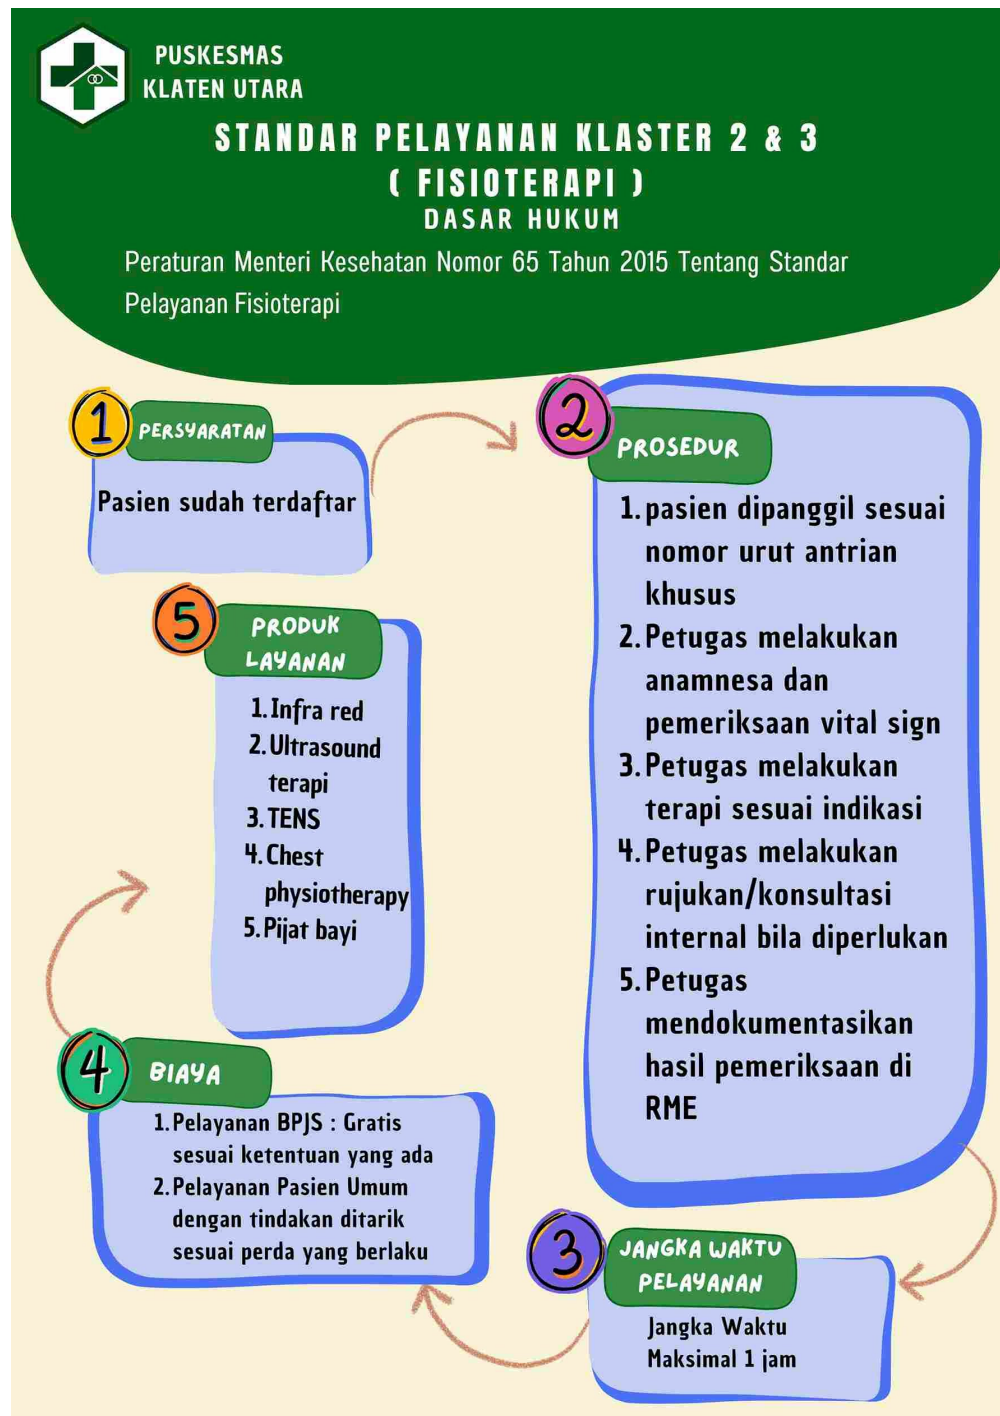 PUSKESMAS
KLATEN UTARA
STANDAR PELAYANAN KLASTER 2 & 3
( FISIOTERAPI )
DASAR HUKUM
Peraturan Menteri Kesehatan Nomor 65 Tahun 2015 Tentang Standar
Pelayanan Fisioterapi
1 PERSYARATAN
Pasien sudah terdaftar
2 PROSEDUR
1. pasien dipanggil sesuai
nomor urut antrian
khusus
2. Petugas melakukan
anamnesa dan
pemeriksaan vital sign
3. Petugas melakukan
terapi sesuai indikasi
4. Petugas melakukan
rujukan/konsultasi
internal bila diperlukan
5. Petugas
mendokumentasikan
hasil pemeriksaan di
RME
3 JANGKA WAKTU
PELAYANAN
Jangka Waktu
Maksimal 1 jam
4 BIAYA
1. Pelayanan BPJS : Gratis
sesuai ketentuan yang ada
2. Pelayanan Pasien Umum
dengan tindakan ditarik
sesuai perda yang berlaku
5 PRODUK
LAYANAN
1. Infra red
2. Ultrasound
terapi
3. TENS
4. Chest
physiotherapy
5. Pijat bayi